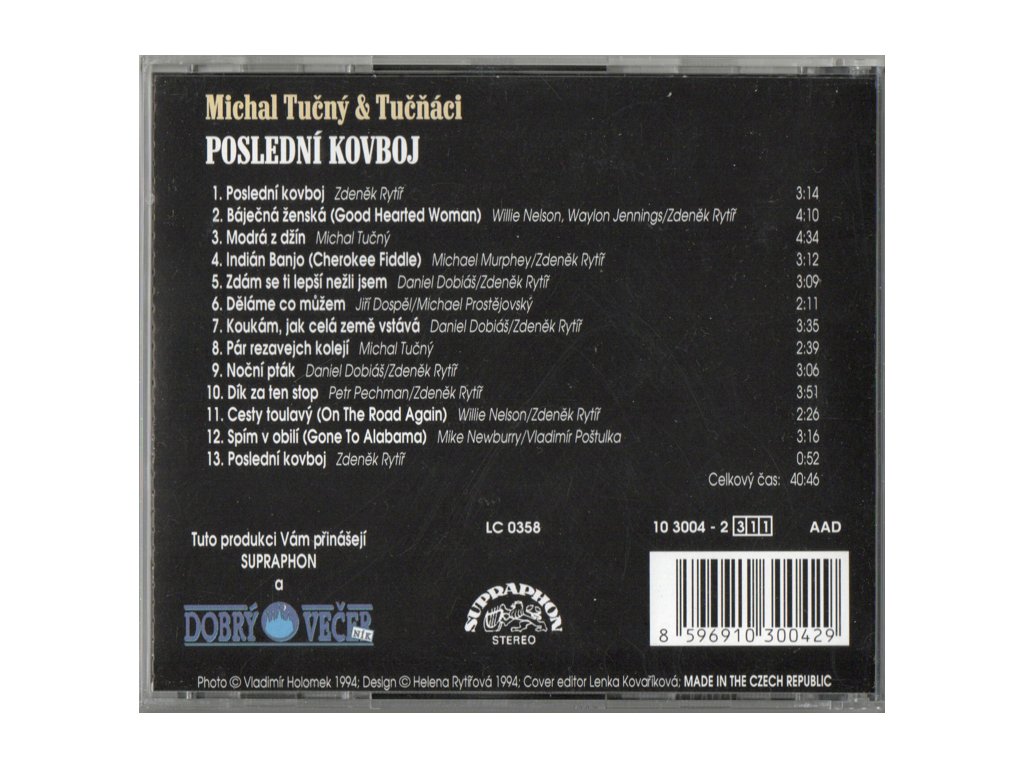 Michal Tučný & Tučňáci
POSLEDNÍ KOVBOJ
1. Poslední kovboj Zdeněk Rytíř 3:14
2. Báječná ženská (Good Hearted Woman) Willie Nelson, Waylon Jennings/Zdeněk Rytíř 4:10
3. Modrá z džín Michal Tučný 4:34
4. Indián Banjo (Cherokee Fiddle) Michael Murphey/Zdeněk Rytíř 3:12
5. Zdám se ti lepší nežli jsem Daniel Dobiáš/Zdeněk Rytíř 3:09
6. Děláme co můžem Jiří Dospěl/Michael Prostějovský 2:11
7. Koukám, jak celá země vstává Daniel Dobiáš/Zdeněk Rytíř 3:35
8. Pár rezavejch kolejí Michal Tučný 2:39
9. Noční pták Daniel Dobiáš/Zdeněk Rytíř 3:06
10. Dík za ten stop Petr Pechman/Zdeněk Rytíř 3:51
11. Cesty toulavý (On The Road Again) Willie Nelson/Zdeněk Rytíř 2:26
12. Spím v obilí (Gone To Alabama) Mike Newburry/Vladimír Poštulka 3:16
13. Poslední kovboj Zdeněk Rytíř 0:52
Celkový čas: 40:46
LC 0358 10 3004 - 2 311 AAD
Tuto produkci Vám přinášejí
SUPRAPHON
a
DOBRÝ VEČER
SUPRAPHON
STEREO
8 596910 300429
Photo © Vladimír Holomek 1994; Design © Helena Rytířová 1994; Cover editor Lenka Kovaříková; MADE IN THE CZECH REPUBLIC